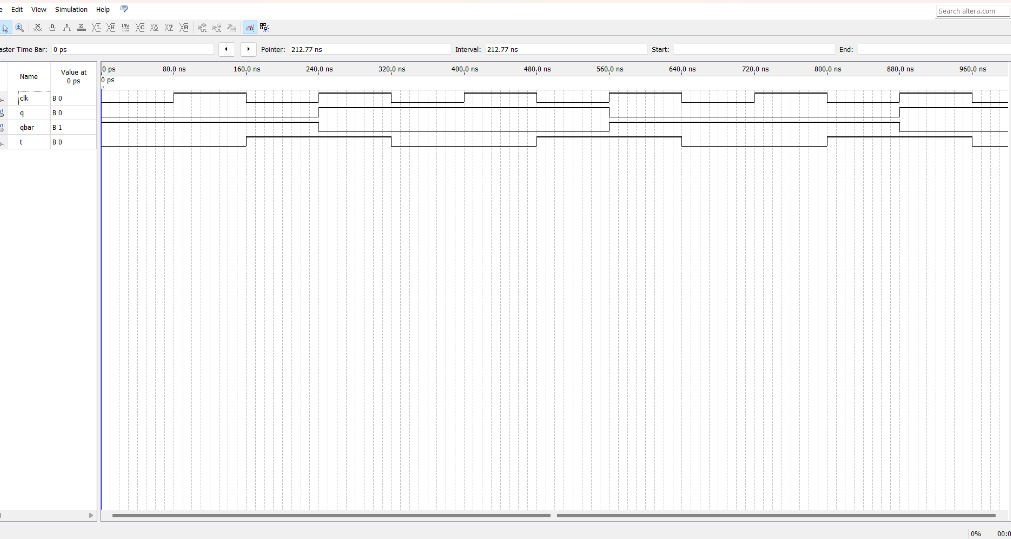 Edit View Simulation Help
Search altera.com
Master Time Bar: 0 ps Pointer: 212.77 ns Interval: 212.77 ns Start: End:
Name Value at 0 ps
0 ps 80.0 ns 160.0 ns 240.0 ns 320.0 ns 400.0 ns 480.0 ns 560.0 ns 640.0 ns 720.0 ns 800.0 ns 880.0 ns 960.0 ns
0 ps
clk B 0
q B 0
qbar B 1
t B 0
0% 00:0